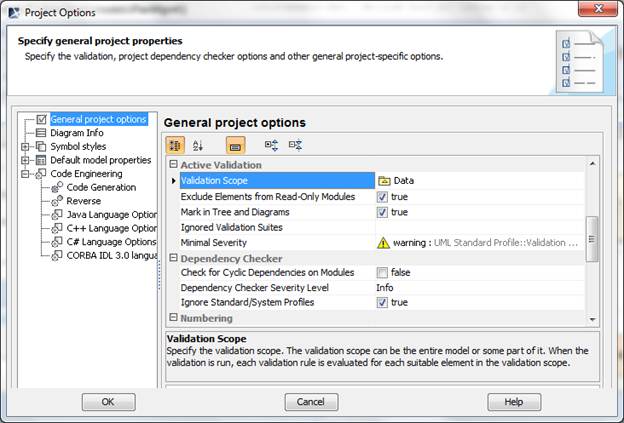 Project Options
Specify general project properties
Specify the validation, project dependency checker options and other general project-specific options.
General project options
Diagram Info
Symbol styles
Default model properties
Code Engineering
Code Generation
Reverse
Java Language Option
C++ Language Option
C# Language Options
CORBA IDL 3.0 langua
General project options
Active Validation
Validation Scope Data
Exclude Elements from Read-Only Modules true
Mark in Tree and Diagrams true
Ignored Validation Suites
Minimal Severity warning : UML Standard Profile::Validation ...
Dependency Checker
Check for Cyclic Dependencies on Modules false
Dependency Checker Severity Level Info
Ignore Standard/System Profiles true
Numbering
Validation Scope
Specify the validation scope. The validation scope can be the entire model or some part of it. When the
validation is run, each validation rule is evaluated for each suitable element in the validation scope.
OK Cancel Help